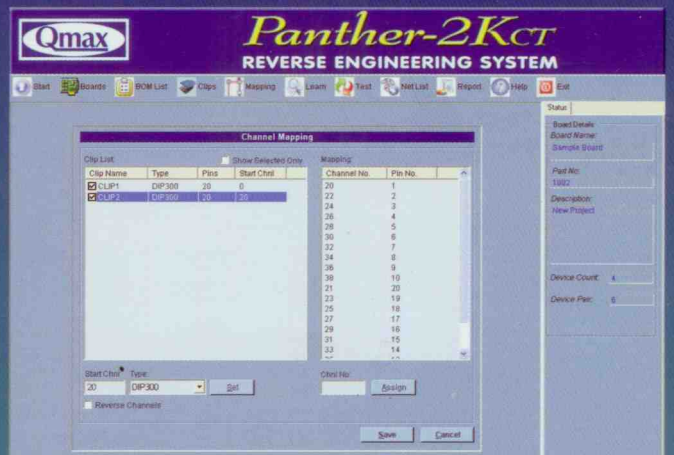 Qmax
Panther-2KCT
REVERSE ENGINEERING SYSTEM
Start Boards BOM List Clips Mapping Learn Test Net List Report Help Exit
Status
Channel Mapping
Board Details
Board Name:
Sample Board
Clip List: Show Selected Only Mapping:
Clip Name Type Pins Start Chnl Channel No. Pin No.
CLIP1 DIP300 20 0
CLIP2 DIP300 20 20
20 1
22 2
24 3
26 4
28 5
30 6
32 7
34 8
36 9
38 10
21 20
23 19
25 18
27 17
29 16
31 15
33 14
Part No:
1892
Description:
New Project
Device Count: 4
Device Pair: 6
Start Chnl Type: Chnl No:
20 DIP300 Set Assign
Reverse Channels
Save Cancel